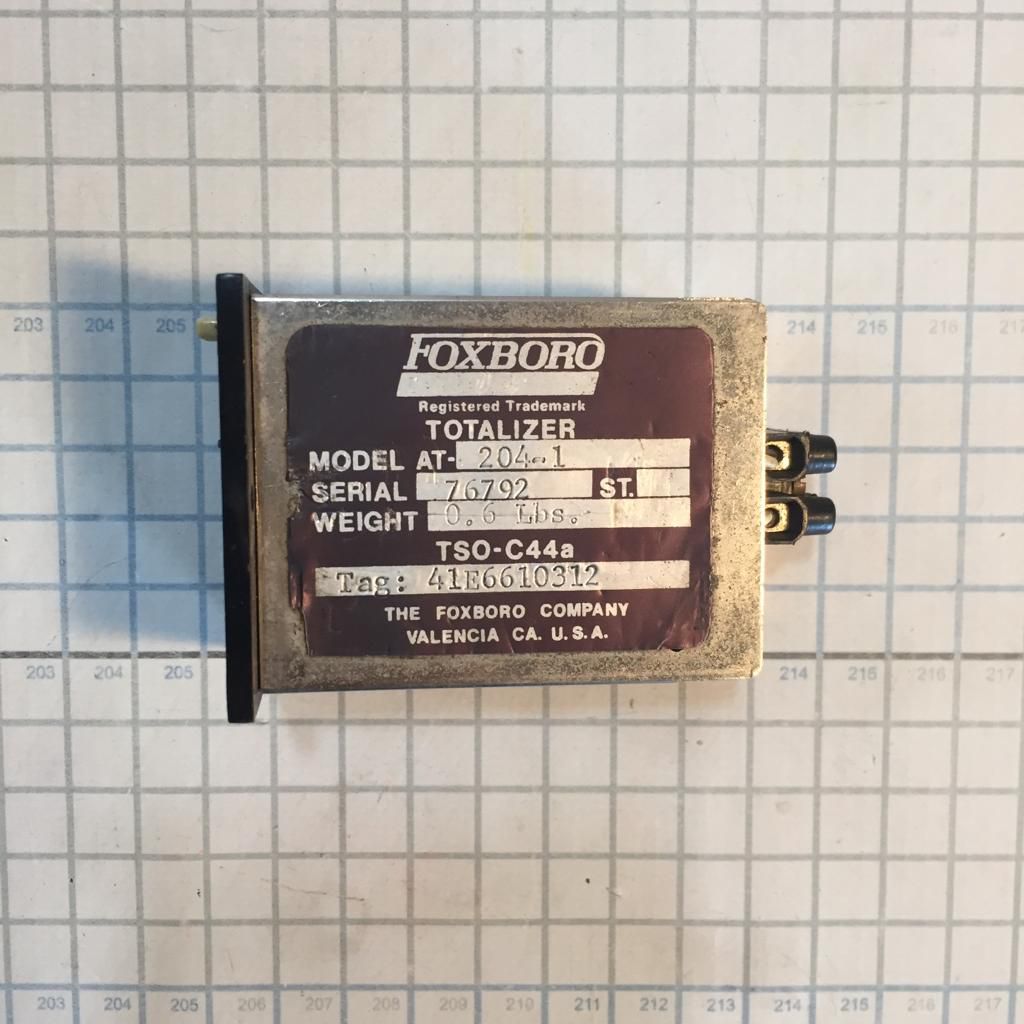 FOXBORO
Registered Trademark
TOTALIZER
MODEL AT- 204-1
SERIAL 76792 ST.
WEIGHT 0.6 Lbs.
TSO-C44a
Tag: 41E6610312
THE FOXBORO COMPANY
VALENCIA CA. U.S.A.
203 204 205 214 215 216 217
203 204 205 214 215 216 217
203 204 205 206 207 208 209 210 211 212 213 214 215 216 217